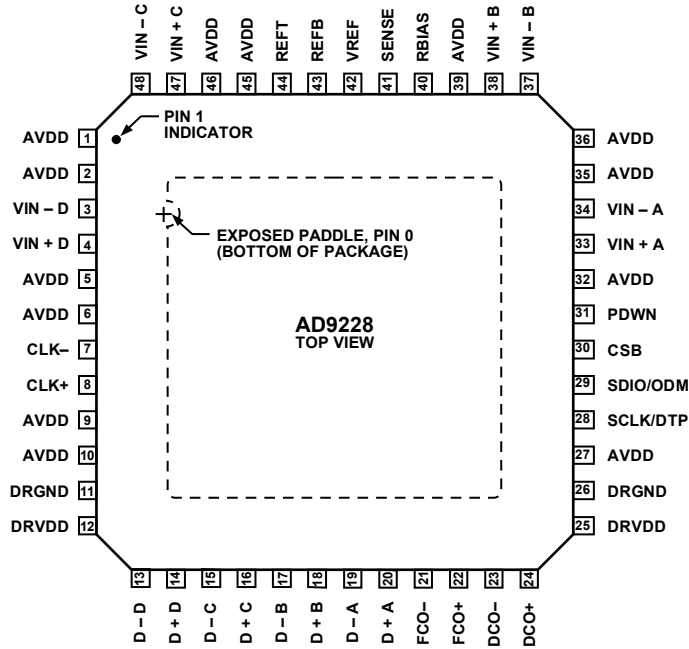 VIN – C
VIN + C
AVDD
AVDD
REFT
REFB
VREF
SENSE
RBIAS
AVDD
VIN + B
VIN – B
48
47
46
45
44
43
42
41
40
39
38
37
PIN 1
INDICATOR
AVDD 1
AVDD 2
VIN – D 3
VIN + D 4
AVDD 5
AVDD 6
CLK– 7
CLK+ 8
AVDD 9
AVDD 10
DRGND 11
DRVDD 12
EXPOSED PADDLE, PIN 0
(BOTTOM OF PACKAGE)
AD9228
TOP VIEW
36 AVDD
35 AVDD
34 VIN – A
33 VIN + A
32 AVDD
31 PDWN
30 CSB
29 SDIO/ODM
28 SCLK/DTP
27 AVDD
26 DRGND
25 DRVDD
13
14
15
16
17
18
19
20
21
22
23
24
D – D
D + D
D – C
D + C
D – B
D + B
D – A
D + A
FCO–
FCO+
DCO–
DCO+